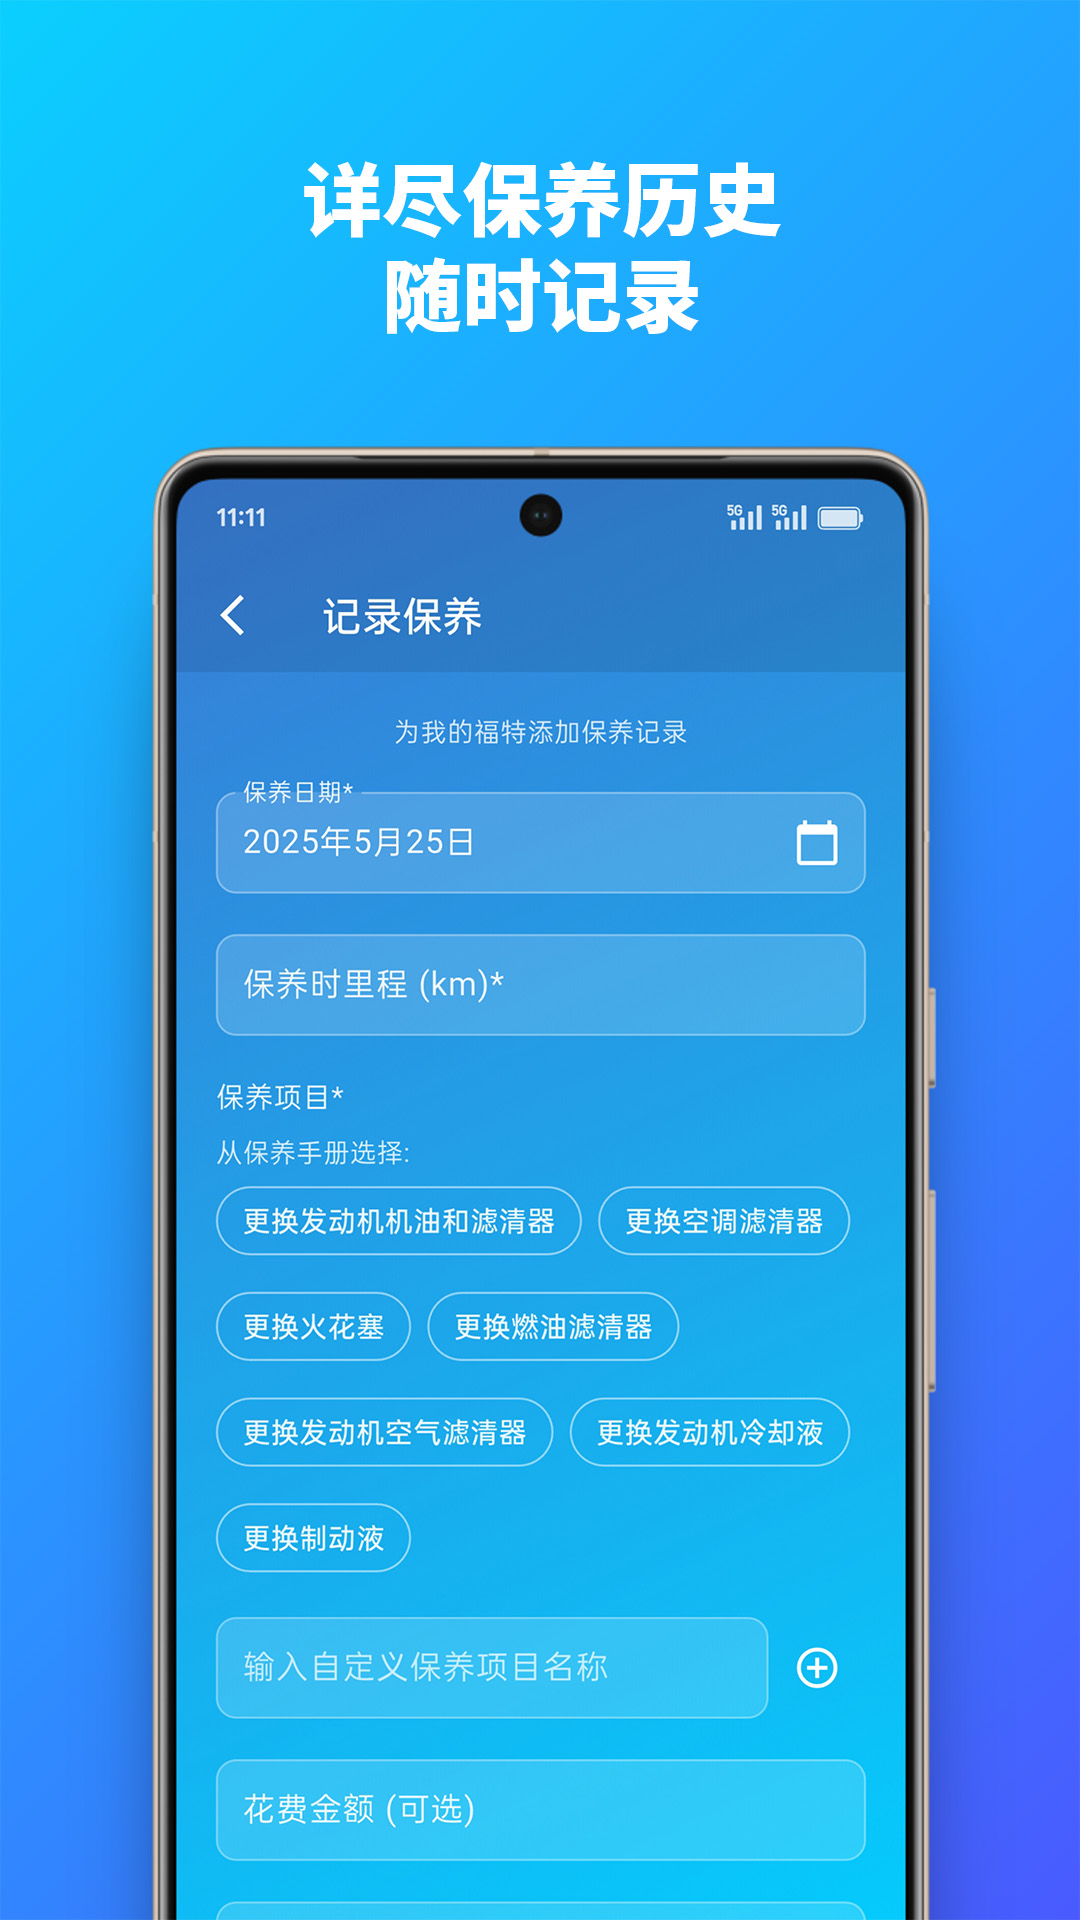 详尽保养历史
随时记录
11:11
5G 5G
记录保养
为我的福特添加保养记录
保养日期*
2025年5月25日
保养时里程 (km)*
保养项目*
从保养手册选择:
更换发动机机油和滤清器 更换空调滤清器
更换火花塞 更换燃油滤清器
更换发动机空气滤清器 更换发动机冷却液
更换制动液
输入自定义保养项目名称
花费金额 (可选)